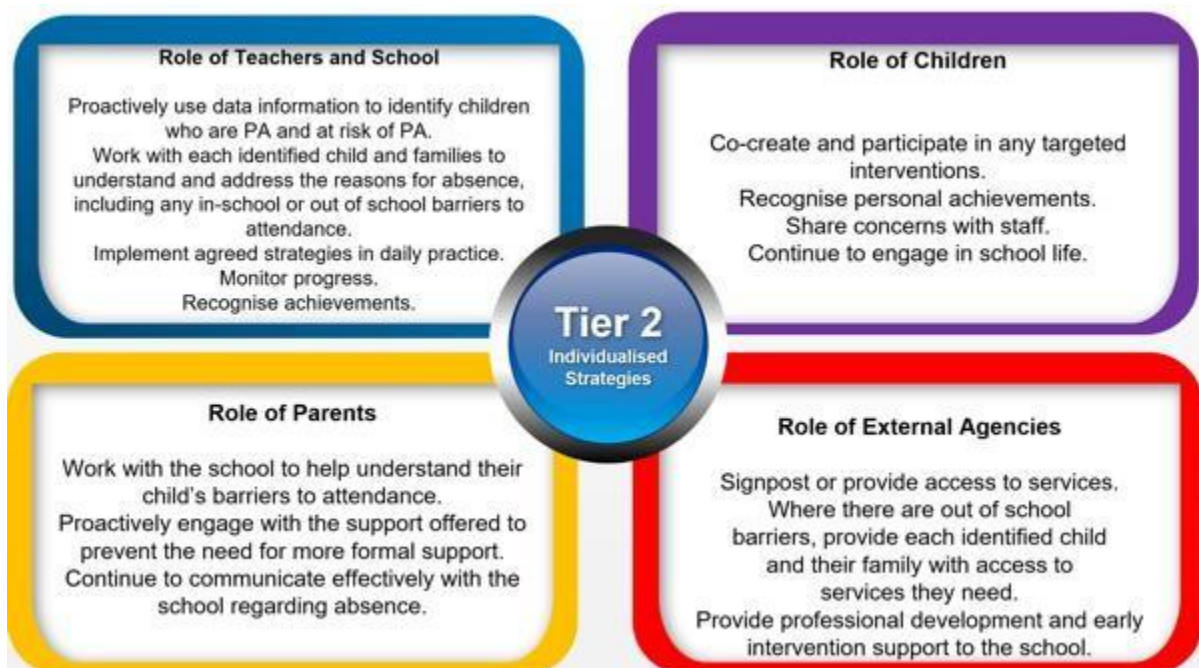 Role of Teachers and School
Proactively use data information to identify children
who are PA and at risk of PA.
Work with each identified child and families to
understand and address the reasons for absence,
including any in-school or out of school barriers to
attendance.
Implement agreed strategies in daily practice.
Monitor progress.
Recognise achievements.
Role of Children
Co-create and participate in any targeted
interventions.
Recognise personal achievements.
Share concerns with staff.
Continue to engage in school life.
Tier 2
Individualised
Strategies
Role of Parents
Work with the school to help understand their
child's barriers to attendance.
Proactively engage with the support offered to
prevent the need for more formal support.
Continue to communicate effectively with the
school regarding absence.
Role of External Agencies
Signpost or provide access to services.
Where there are out of school
barriers, provide each identified child
and their family with access to
services they need.
Provide professional development and early
intervention support to the school.